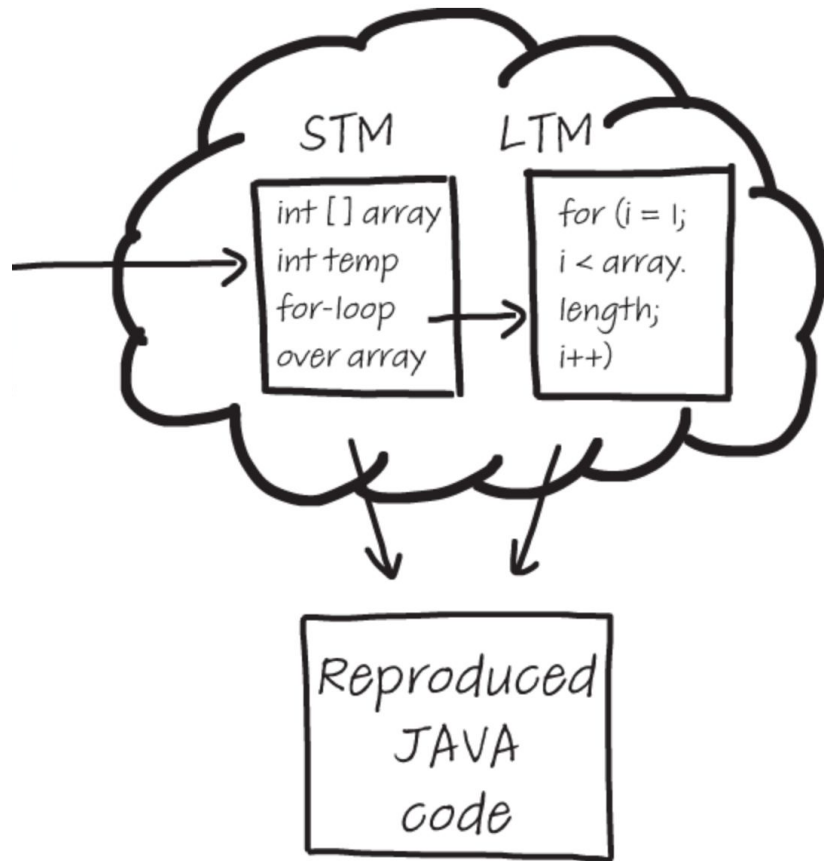 STM
LTM
int [] array
int temp
for-loop
over array
for (i = 1;
i < array.
length;
i++)
Reproduced
JAVA
code